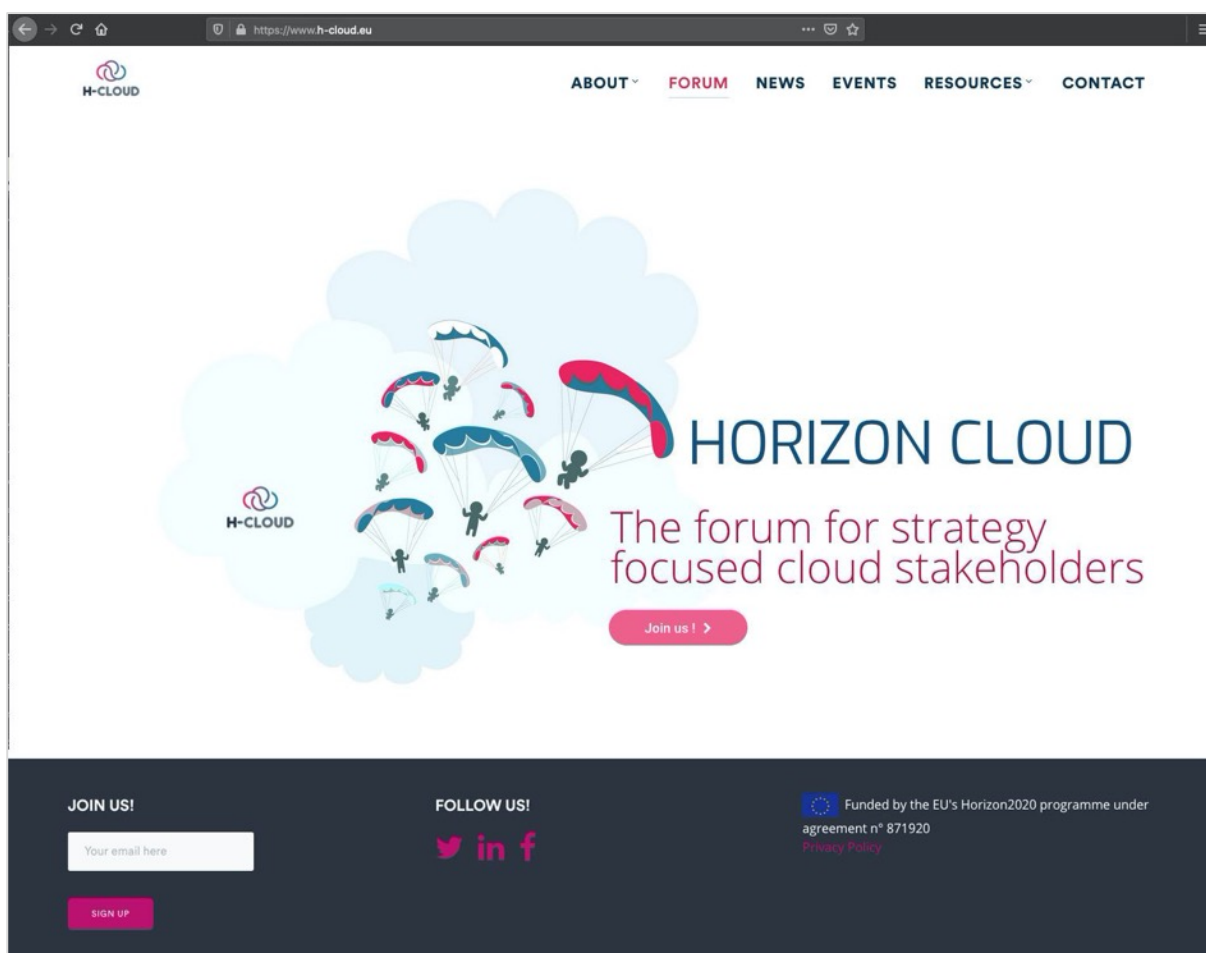 https://www.h-cloud.eu
H-CLOUD
ABOUT FORUM NEWS EVENTS RESOURCES CONTACT
HORIZON CLOUD
H-CLOUD
The forum for strategy
focused cloud stakeholders
Join us !
JOIN US!
Your email here
SIGN UP
FOLLOW US!
Funded by the EU's Horizon2020 programme under
agreement n° 871920
Privacy Policy